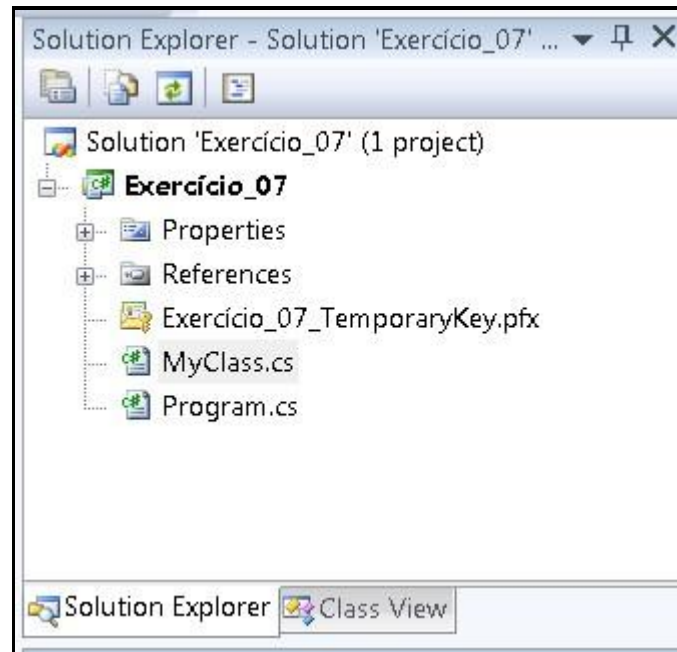 Solution Explorer - Solution 'Exercício_07' ...
Solution 'Exercício_07' (1 project)
Exercício_07
Properties
References
Exercício_07_TemporaryKey.pfx
MyClass.cs
Program.cs
Solution Explorer Class View